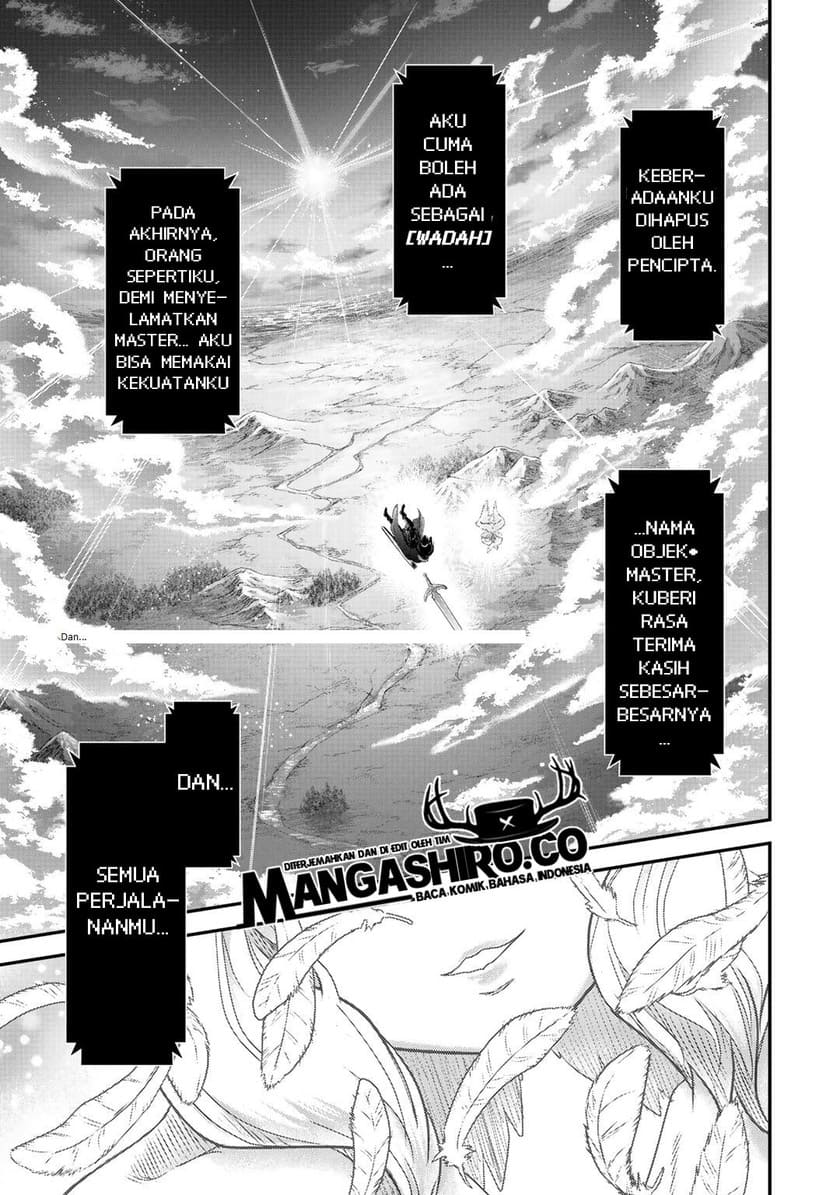 KEBER-
ADAANKU
DIHAPUS
OLEH
PENCIPTA.
AKU
CUMA
BOLEH
ADA
SEBAGAI
[WADAH]
...
PADA
AKHIRNYA,
ORANG
SEPERTIKU,
DEMI MENYE-
LAMATKAN
MASTER... AKU
BISA MEMAKAI
KEKUATANKU
...NAMA
OBJEK•
MASTER,
KUBERI
RASA
TERIMA
KASIH
SEBESAR-
BESARNYA
...
Dan...
DAN...
SEMUA
PERJALA-
NANMU...
DITERJEMAHKAN DAN DI EDIT OLEH TIM
MANGASHIRO.CO
BACA KOMIK BAHASA INDONESIA